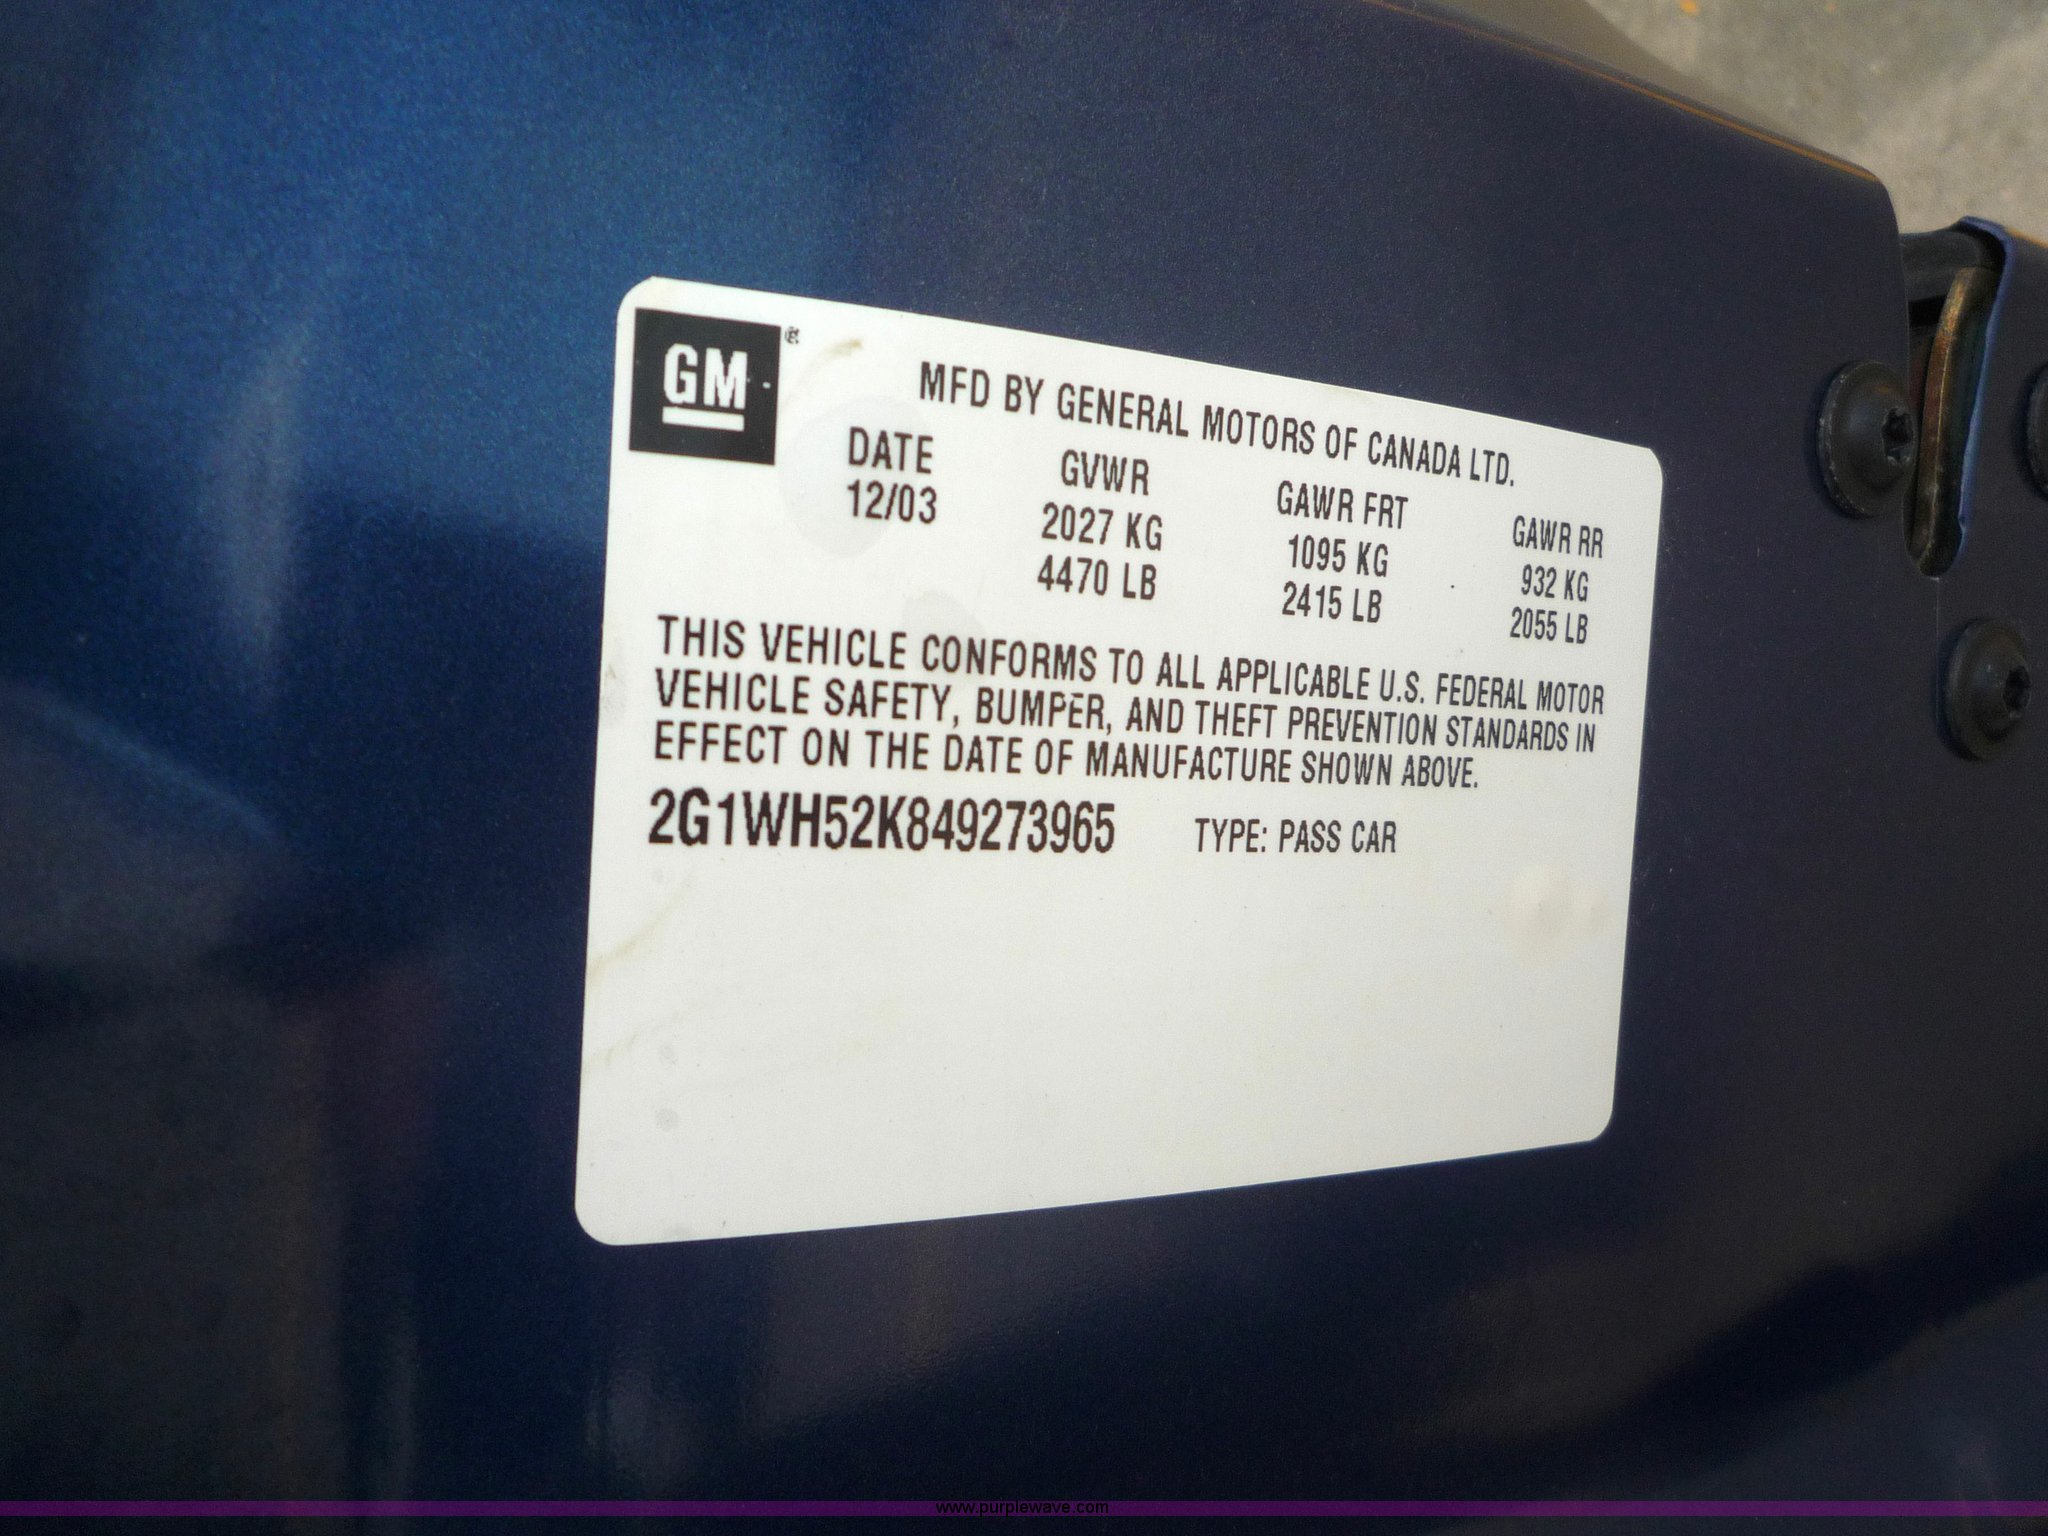 GM
MFD BY GENERAL MOTORS OF CANADA LTD.
DATE GVWR GAWR FRT GAWR RR
12/03 2027 KG 1095 KG 932 KG
4470 LB 2415 LB 2055 LB
THIS VEHICLE CONFORMS TO ALL APPLICABLE U.S. FEDERAL MOTOR
VEHICLE SAFETY, BUMPER, AND THEFT PREVENTION STANDARDS IN
EFFECT ON THE DATE OF MANUFACTURE SHOWN ABOVE.
2G1WH52K849273965 TYPE: PASS CAR
www.purplewave.com